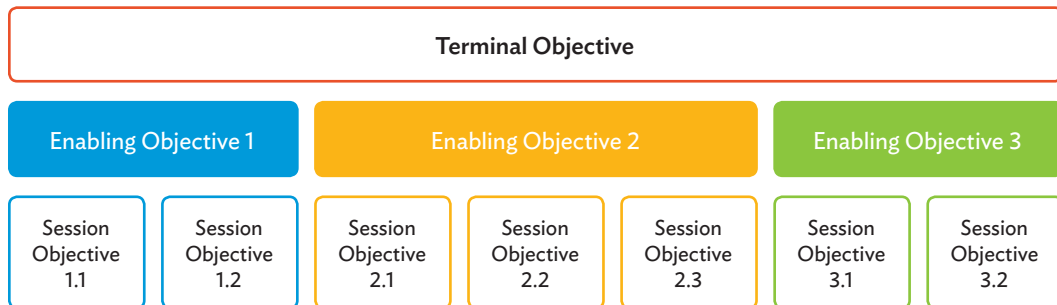 Terminal Objective
Enabling Objective 1
Enabling Objective 2
Enabling Objective 3
Session
Objective
1.1
Session
Objective
1.2
Session
Objective
2.1
Session
Objective
2.2
Session
Objective
2.3
Session
Objective
3.1
Session
Objective
3.2